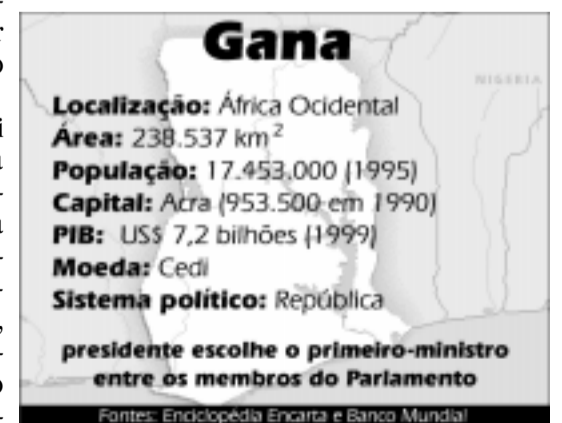 Gana
NIGERIA
Localização: África Ocidental
Área: 238.537 km²
População: 17.453.000 (1995)
Capital: Acra (953.500 em 1990)
PIB: US$ 7,2 bilhões (1999)
Moeda: Cedi
Sistema político: República
presidente escolhe o primeiro-ministro
entre os membros do Parlamento
Fontes: Enciclopédia Encarta e Banco Mundial